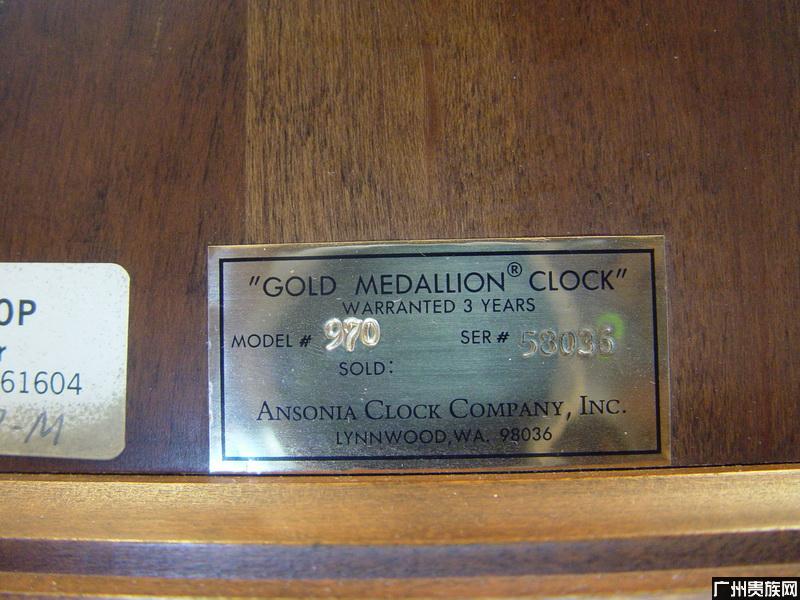 "GOLD MEDALLION® CLOCK"
WARRANTED 3 YEARS
MODEL # 970 SER # 58036
SOLD:
ANSONIA CLOCK COMPANY, INC.
LYNNWOOD, WA. 98036
OP
r
61604
-M
广州贵族网